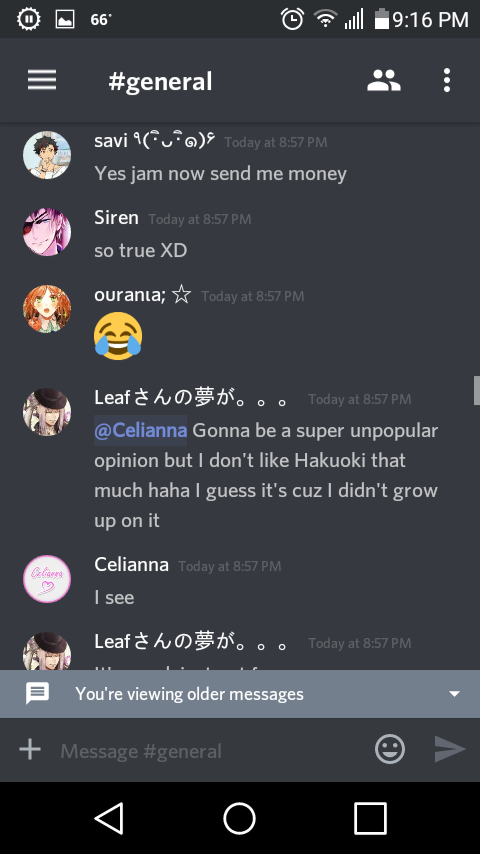 66°
9:16 PM
#general
savi ٩(･ิᴗ･ิ๑)۶ Today at 8:57 PM
Yes jam now send me money
Siren Today at 8:57 PM
so true XD
ouranιa; ☆ Today at 8:57 PM
😂
Leafさんの夢が。。。 Today at 8:57 PM
@Celianna Gonna be a super unpopular
opinion but I don't like Hakuoki that
much haha I guess it's cuz I didn't grow
up on it
Celianna
Celianna Today at 8:57 PM
I see
Leafさんの夢が。。。 Today at 8:57 PM
You're viewing older messages
Message #general